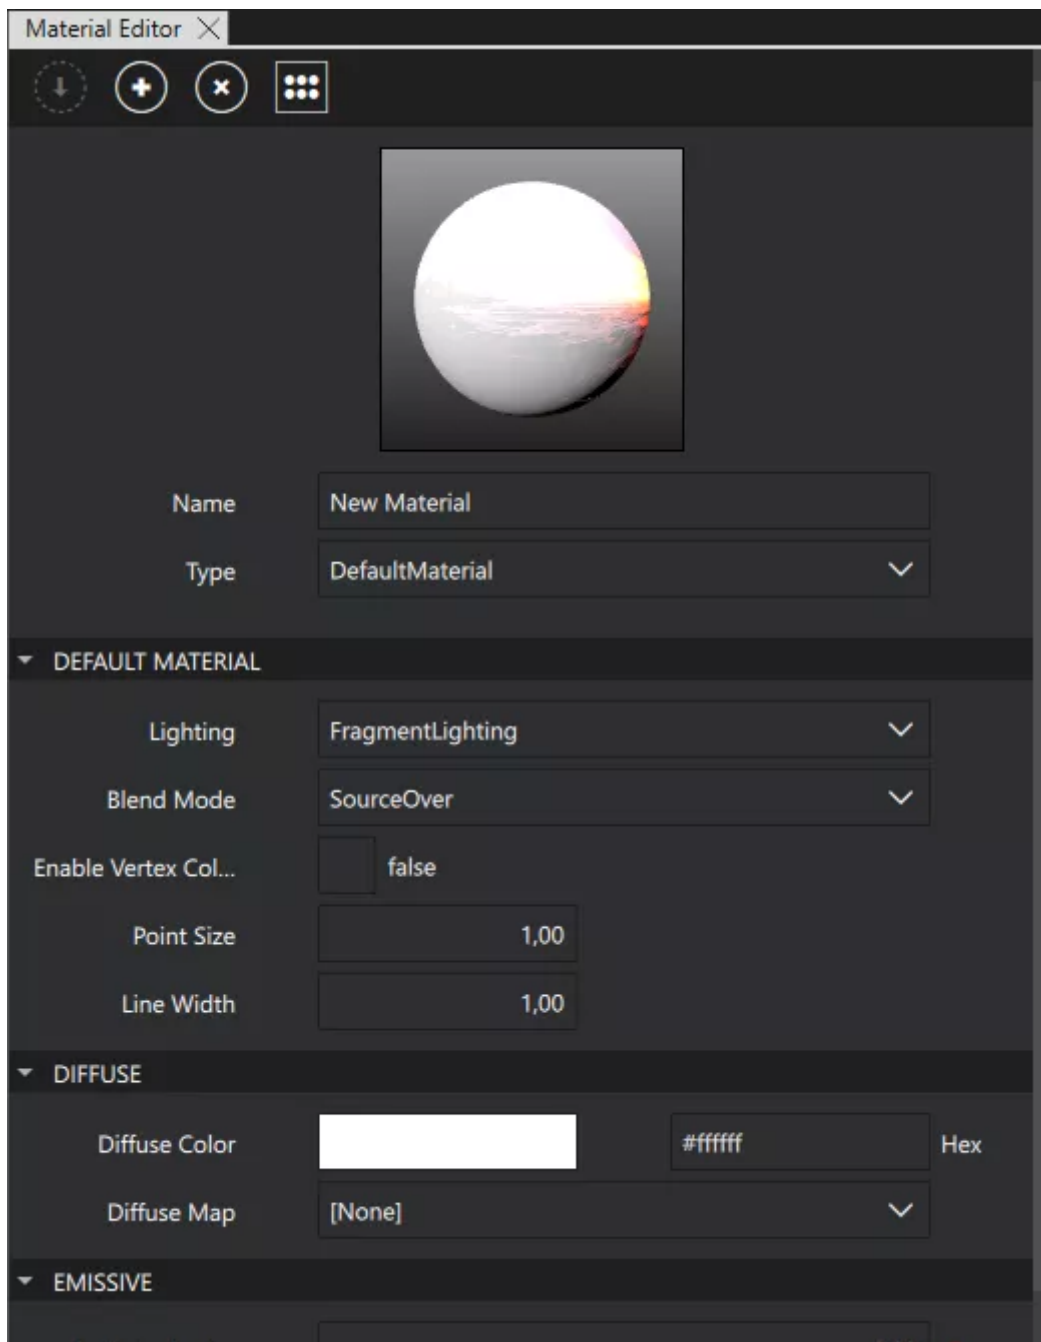 Material Editor
Name New Material
Type DefaultMaterial
DEFAULT MATERIAL
Lighting FragmentLighting
Blend Mode SourceOver
Enable Vertex Col... false
Point Size 1,00
Line Width 1,00
DIFFUSE
Diffuse Color #ffffff Hex
Diffuse Map [None]
EMISSIVE